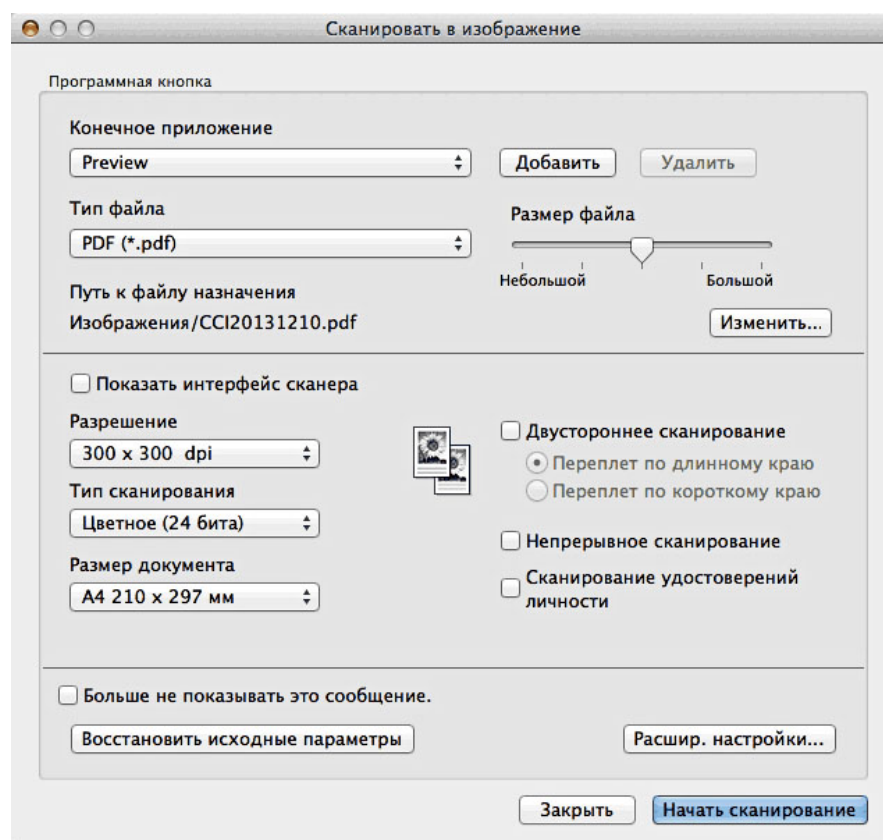 Сканировать в изображение
Программная кнопка
Конечное приложение
Preview
Добавить
Удалить
Тип файла
PDF (*.pdf)
Размер файла
Небольшой
Большой
Путь к файлу назначения
Изображения/CCI20131210.pdf
Изменить...
Показать интерфейс сканера
Разрешение
300 x 300 dpi
Тип сканирования
Цветное (24 бита)
Размер документа
A4 210 x 297 мм
Двустороннее сканирование
Переплет по длинному краю
Переплет по короткому краю
Непрерывное сканирование
Сканирование удостоверений
личности
Больше не показывать это сообщение.
Восстановить исходные параметры
Расшир. настройки...
Закрыть
Начать сканирование